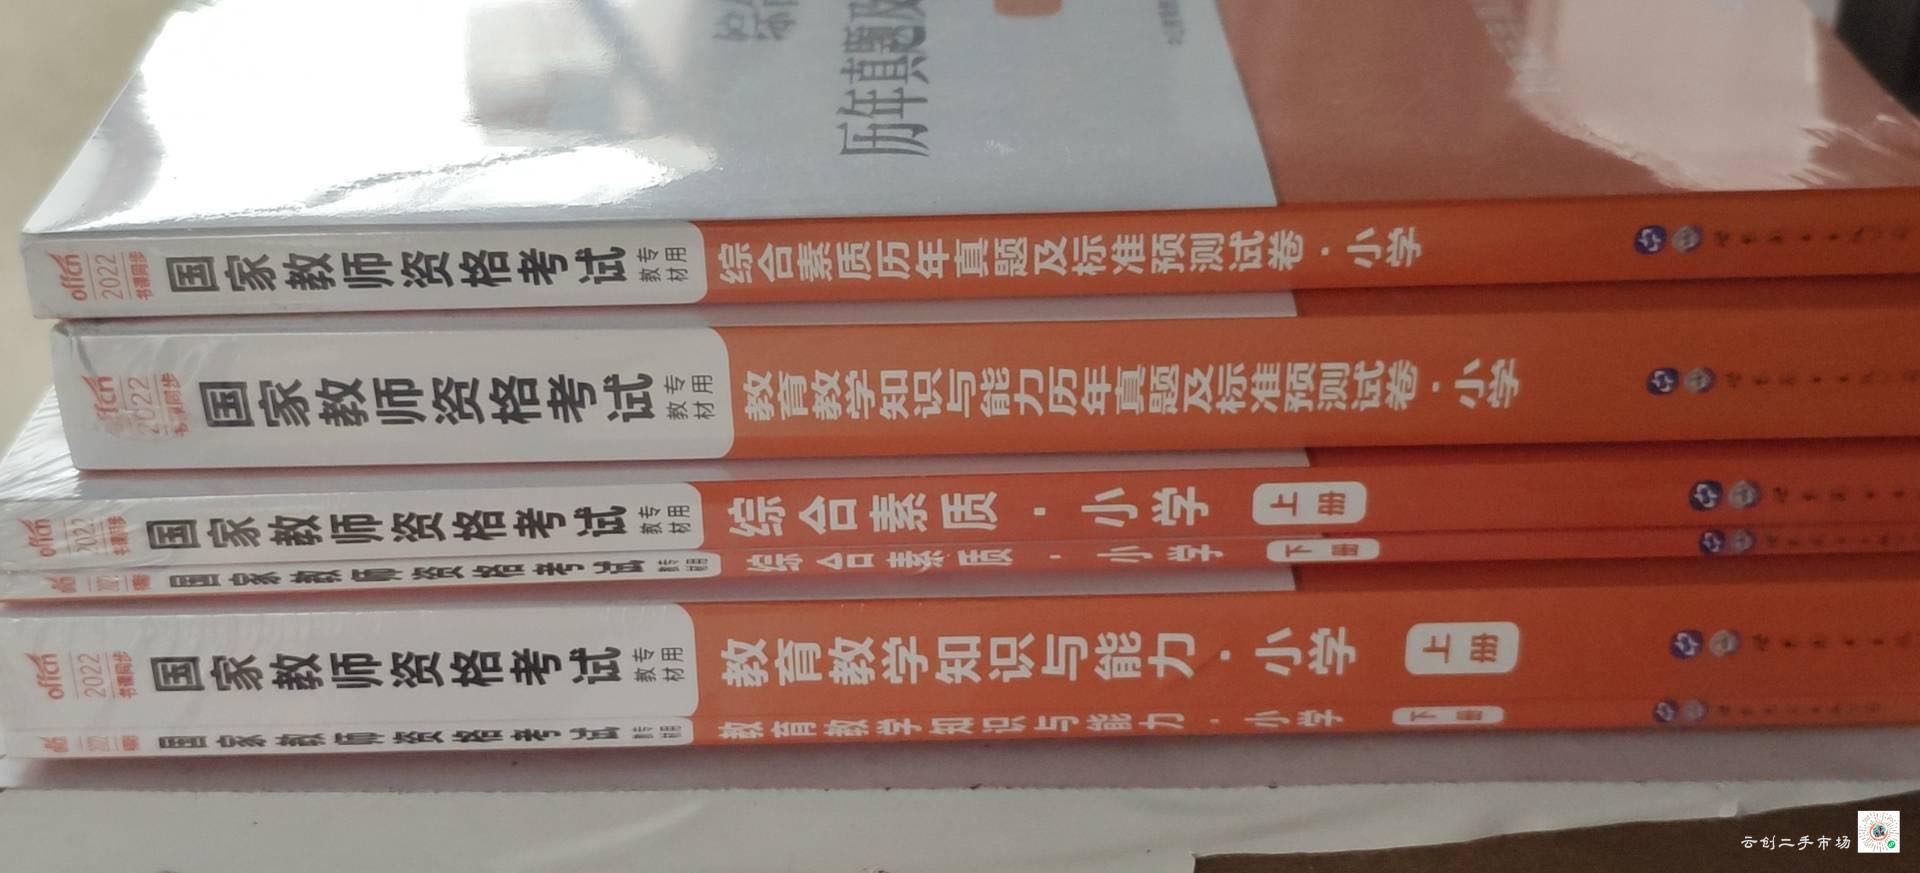 历年真题及
offcn
2022
书课同步
国家教师资格考试
教材专用
综合素质历年真题及标准预测试卷·小学
2022
国家教师资格考试
教材专用
教育教学知识与能力历年真题及标准预测试卷·小学
offcn
2022
书课同步
国家教师资格考试
教材专用
综合素质·小学
上册
国家教师资格考试
综合素质·小学
下册
offcn
2022
书课同步
国家教师资格考试
教材专用
教育教学知识与能力·小学
上册
国家教师资格考试
教育教学知识与能力·小学
下册
云创二手市场